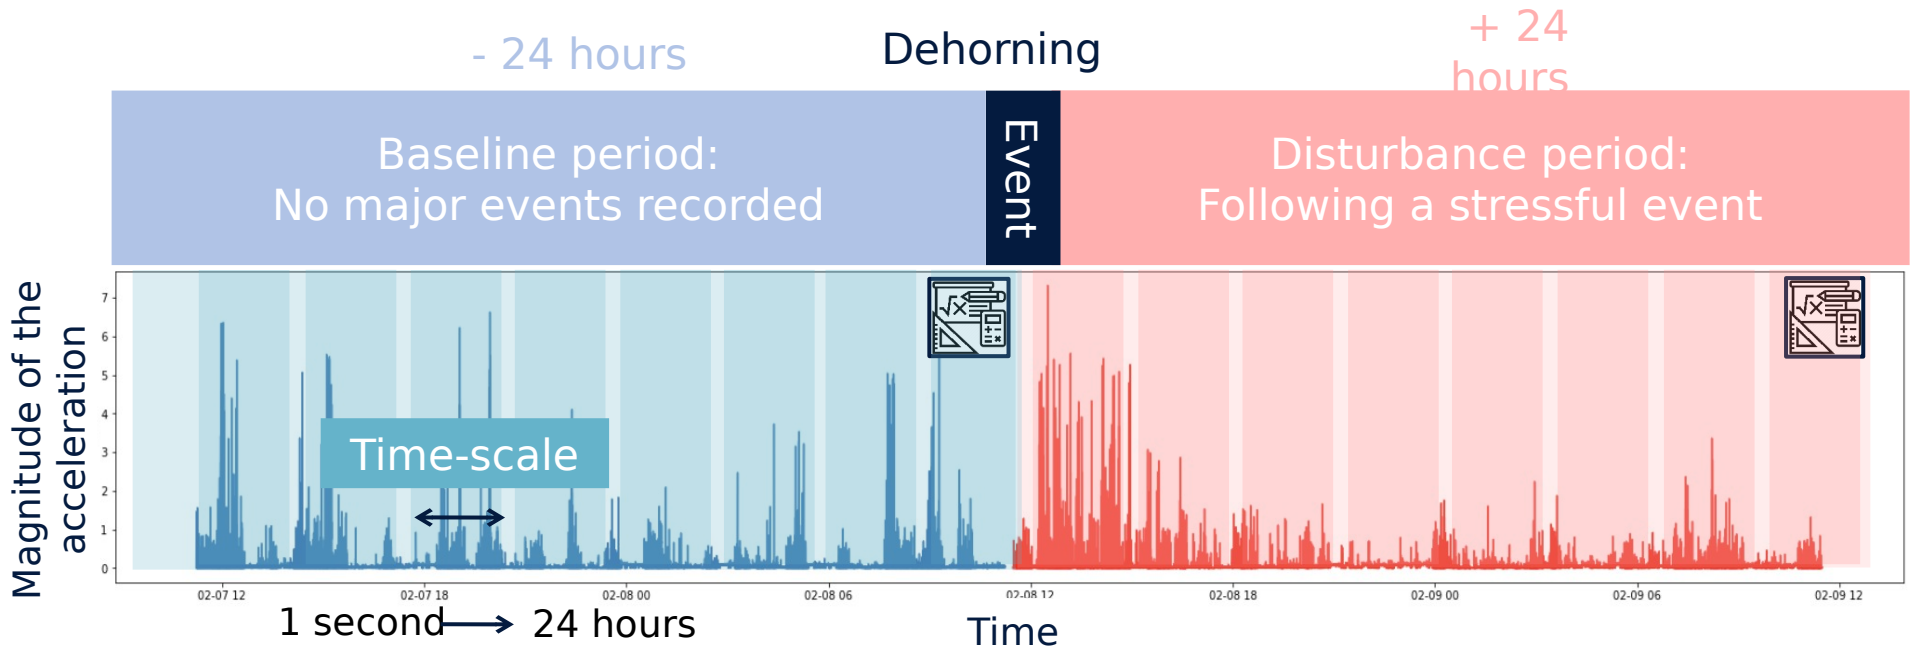 - 24 hours
Dehorning
+ 24
hours
Baseline period:
No major events recorded
Event
Disturbance period:
Following a stressful event
Magnitude of the
acceleration
7
6
5
4
3
2
1
0
Time-scale
02-07 12
02-07 18
02-08 00
02-08 06
02-08 12
02-08 18
02-09 00
02-09 06
02-09 12
1 second
24 hours
Time